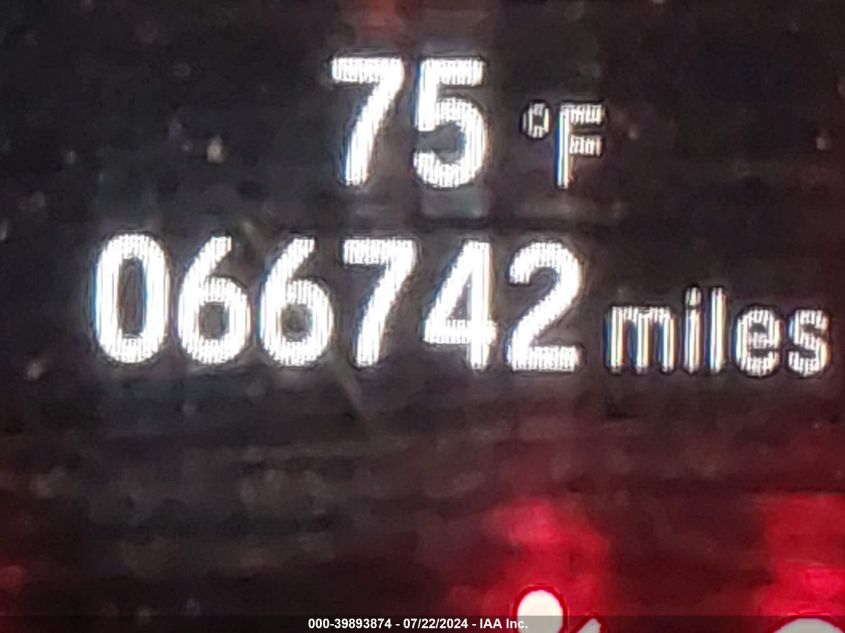 75 °F
066742 miles
000-39893874 - 07/22/2024 - IAA Inc.